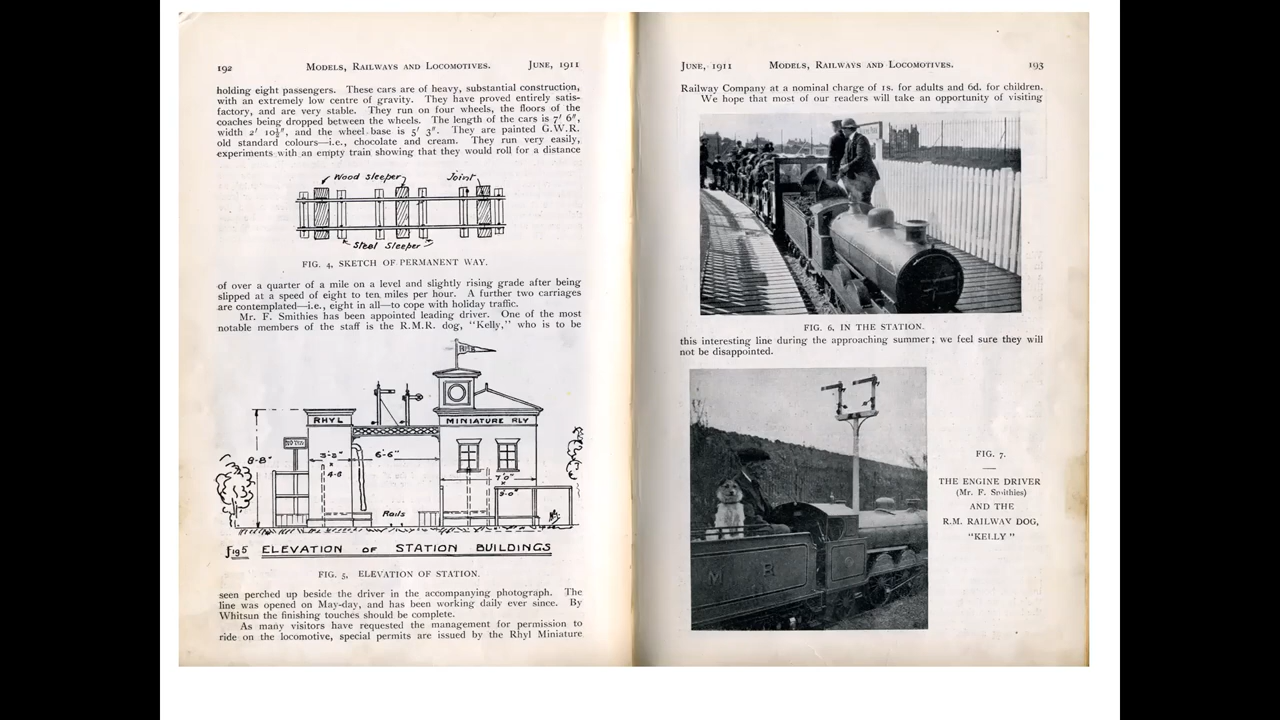 192 MODELS, RAILWAYS AND LOCOMOTIVES. JUNE, 1911
holding eight passengers. These cars are of heavy, substantial construction,
with an extremely low centre of gravity. They have proved entirely satis-
factory, and are very stable. They run on four wheels, the floors of the
coaches being dropped between the wheels. The length of the cars is 7' 6",
width 2' 10½", and the wheel base is 5' 3". They are painted G.W.R.
old standard colours—i.e., chocolate and cream. They run very easily,
experiments with an empty train showing that they would roll for a distance
Wood Sleeper Joint
Steel Sleeper
FIG. 4, SKETCH OF PERMANENT WAY.
of over a quarter of a mile on a level and slightly rising grade after being
slipped at a speed of eight to ten miles per hour. A further two carriages
are contemplated—i.e., eight in all—to cope with holiday traffic.
Mr. F. Smithies has been appointed leading driver. One of the most
notable members of the staff is the R.M.R. dog, "Kelly," who is to be
RHYL MINIATURE RLY
8-8" 3-3" 6-6"
x
4-6
7'0"
x
9-0"
Rails
fig 5 ELEVATION OF STATION BUILDINGS
FIG. 5, ELEVATION OF STATION.
seen perched up beside the driver in the accompanying photograph. The
line was opened on May-day, and has been working daily ever since. By
Whitsun the finishing touches should be complete.
As many visitors have requested the management for permission to
ride on the locomotive, special permits are issued by the Rhyl Miniature
JUNE, 1911 MODELS, RAILWAYS AND LOCOMOTIVES. 193
Railway Company at a nominal charge of 1s. for adults and 6d. for children.
We hope that most of our readers will take an opportunity of visiting
FIG. 6, IN THE STATION.
this interesting line during the approaching summer; we feel sure they will
not be disappointed.
M R
FIG. 7.
THE ENGINE DRIVER
(Mr. F. Smithies)
AND THE
R.M. RAILWAY DOG,
"KELLY"